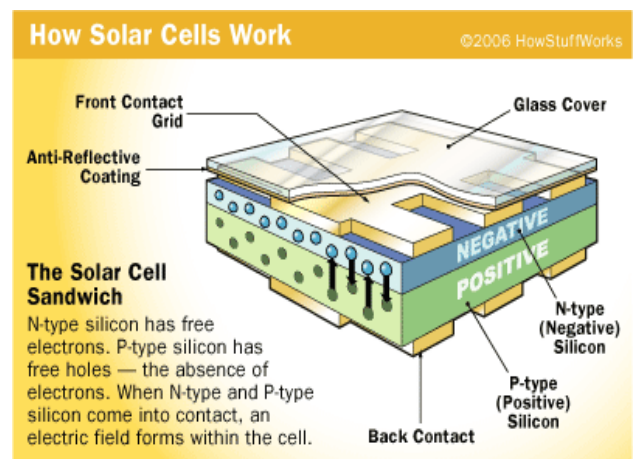 How Solar Cells Work
©2006 HowStuffWorks
Front Contact
Grid
Glass Cover
Anti-Reflective
Coating
NEGATIVE
POSITIVE
The Solar Cell
Sandwich
N-type silicon has free
electrons. P-type silicon has
free holes — the absence of
electrons. When N-type and P-type
silicon come into contact, an
electric field forms within the cell.
N-type
(Negative)
Silicon
P-type
(Positive)
Silicon
Back Contact